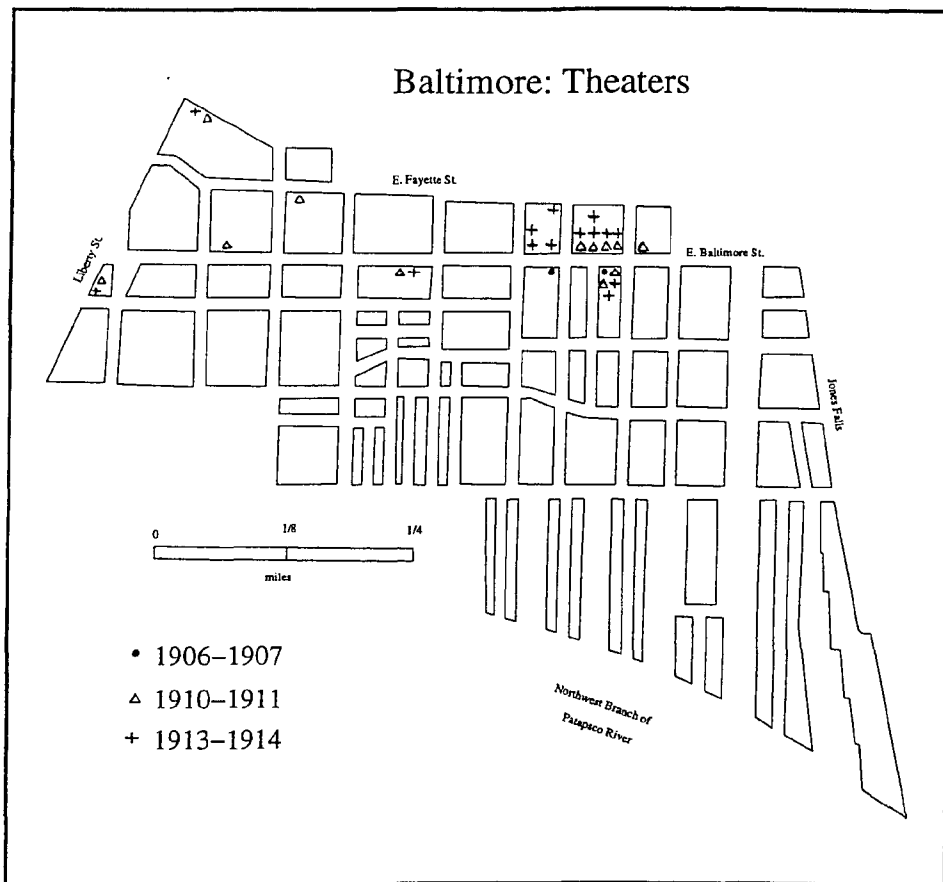 Baltimore: Theaters
E. Fayette St.
E. Baltimore St.
Liberty St.
Jones Falls
0 1/8 1/4
miles
• 1906–1907
△ 1910–1911
+ 1913–1914
Northwest Branch of
Patapsco River